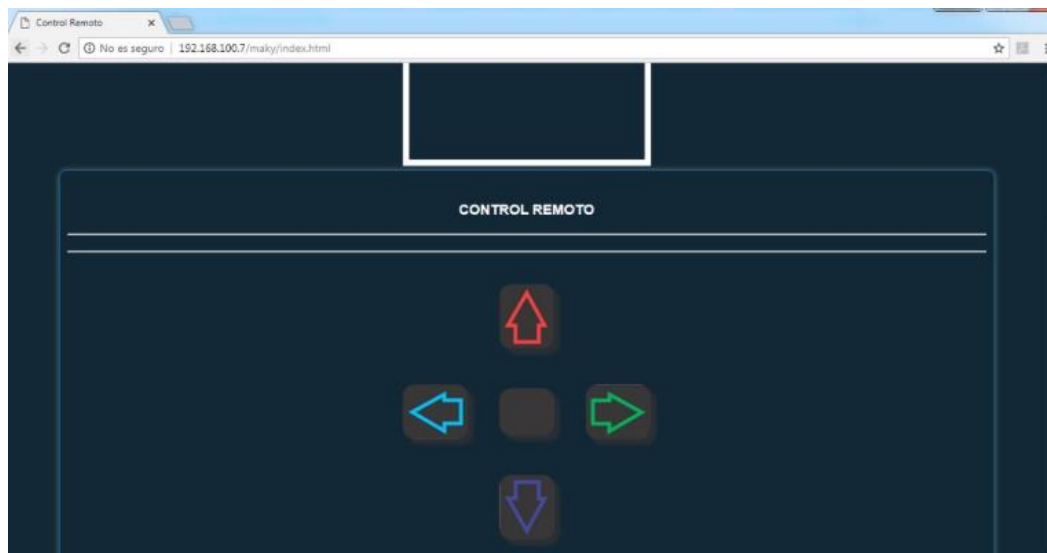 Control Remoto
No es seguro | 192.168.100.7/maky/index.html
CONTROL REMOTO